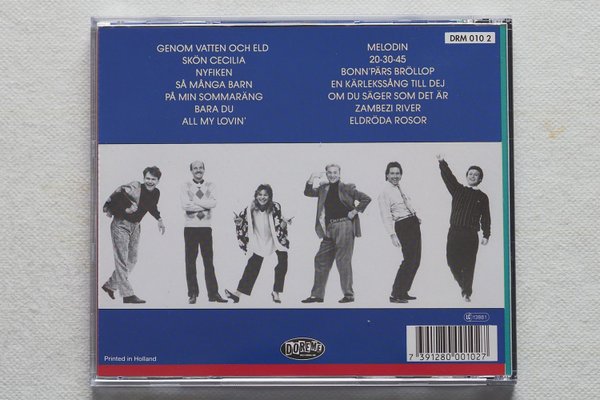 DRM 010 2
GENOM VATTEN OCH ELD
SKÖN CECILIA
NYFIKEN
SÅ MÅNGA BARN
PÅ MIN SOMMARÄNG
BARA DU
ALL MY LOVIN'
MELODIN
20-30-45
BONN'PÄRS BRÖLLOP
EN KÄRLEKSSÅNG TILL DEJ
OM DU SÄGER SOM DET ÄR
ZAMBEZI RIVER
ELDRÖDA ROSOR
DOREME
Printed in Holland
7 391280 001027